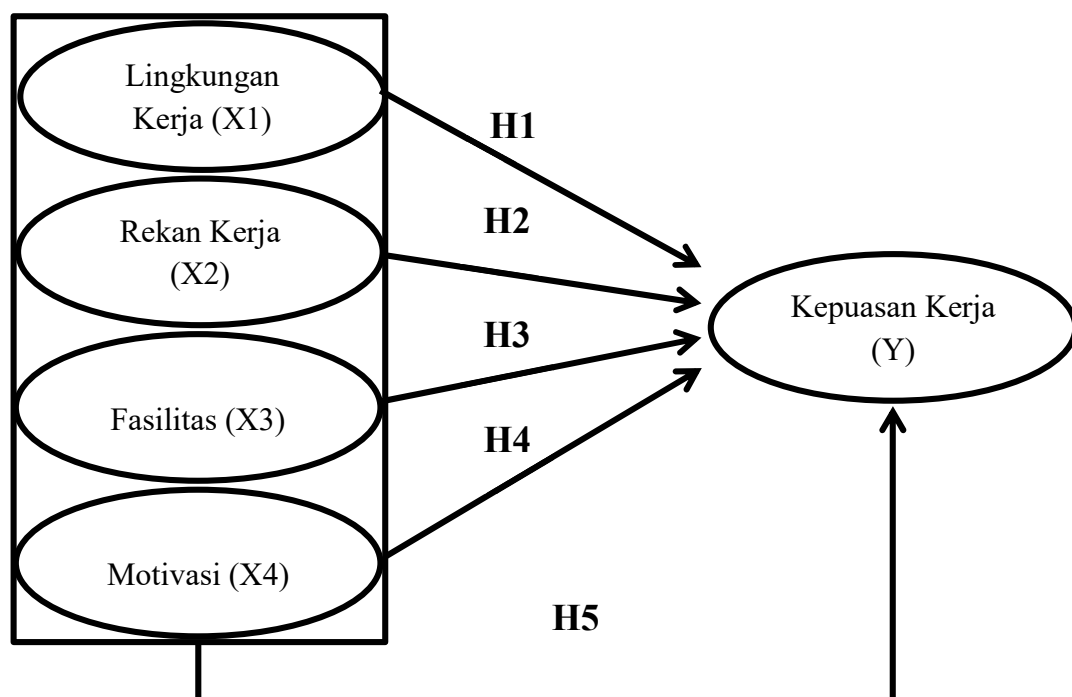 Lingkungan
Kerja (X1)
H1
Rekan Kerja
(X2)
H2
Kepuasan Kerja
(Y)
H3
Fasilitas (X3)
H4
Motivasi (X4)
H5